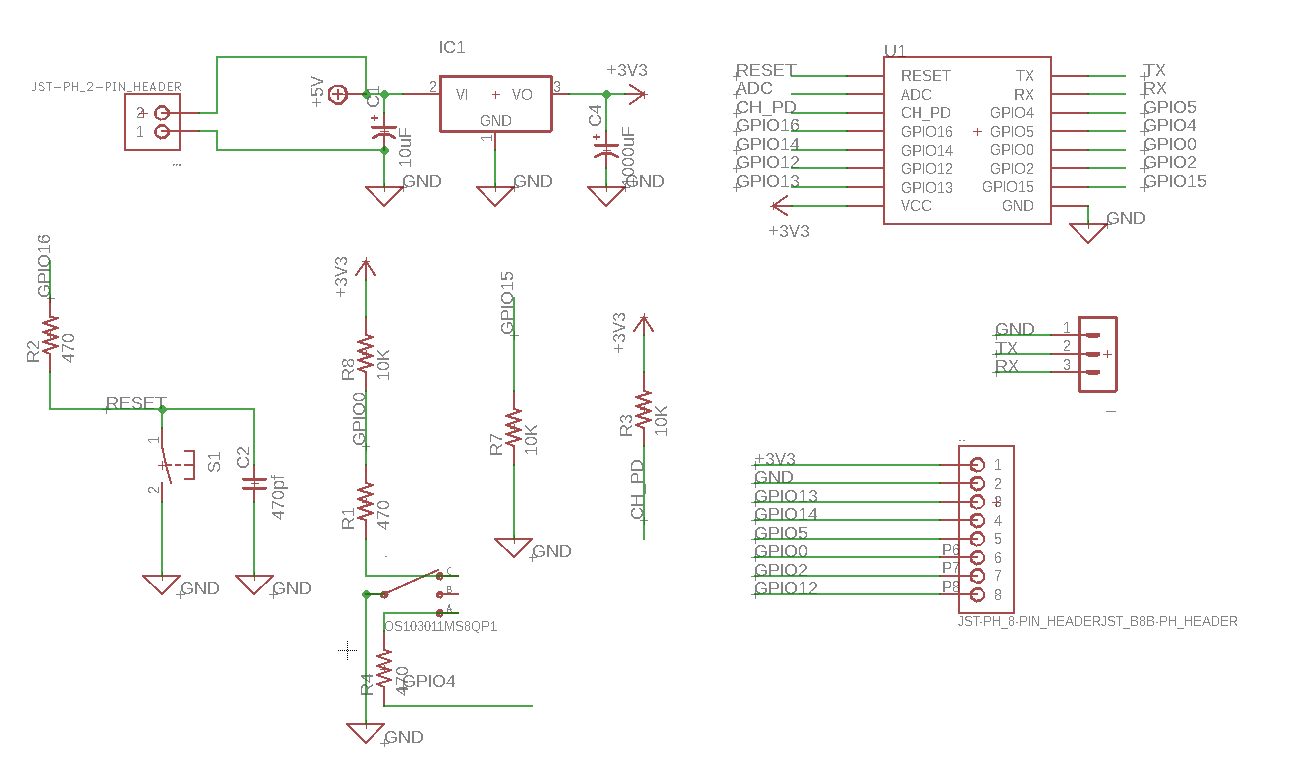 JST-PH_2-PIN_HEADER
2
1
+5V
C1
10uF
GND
IC1
2
VI
VO
3
GND
1
GND
+3V3
C4
1000uF
GND
U1
RESET
ADC
CH_PD
GPIO16
GPIO14
GPIO12
GPIO13
+3V3
RESET
ADC
CH_PD
GPIO16
GPIO14
GPIO12
GPIO13
VCC
TX
RX
GPIO4
GPIO5
GPIO0
GPIO2
GPIO15
GND
TX
RX
GPIO5
GPIO4
GPIO0
GPIO2
GPIO15
GND
GPIO16
R2
470
RESET
1
2
S1
C2
470pf
GND
GND
+3V3
R8
10K
GPIO0
R1
470
C
B
A
OS103011MS8QP1
R4
470
GPIO4
GND
GPIO15
R7
10K
GND
+3V3
R3
10K
CH_PD
GND
TX
RX
1
2
3
+3V3
GND
GPIO13
GPIO14
GPIO5
GPIO0
GPIO2
GPIO12
P6
P7
P8
1
2
3
4
5
6
7
8
JST-PH_8-PIN_HEADERJST_B8B-PH_HEADER